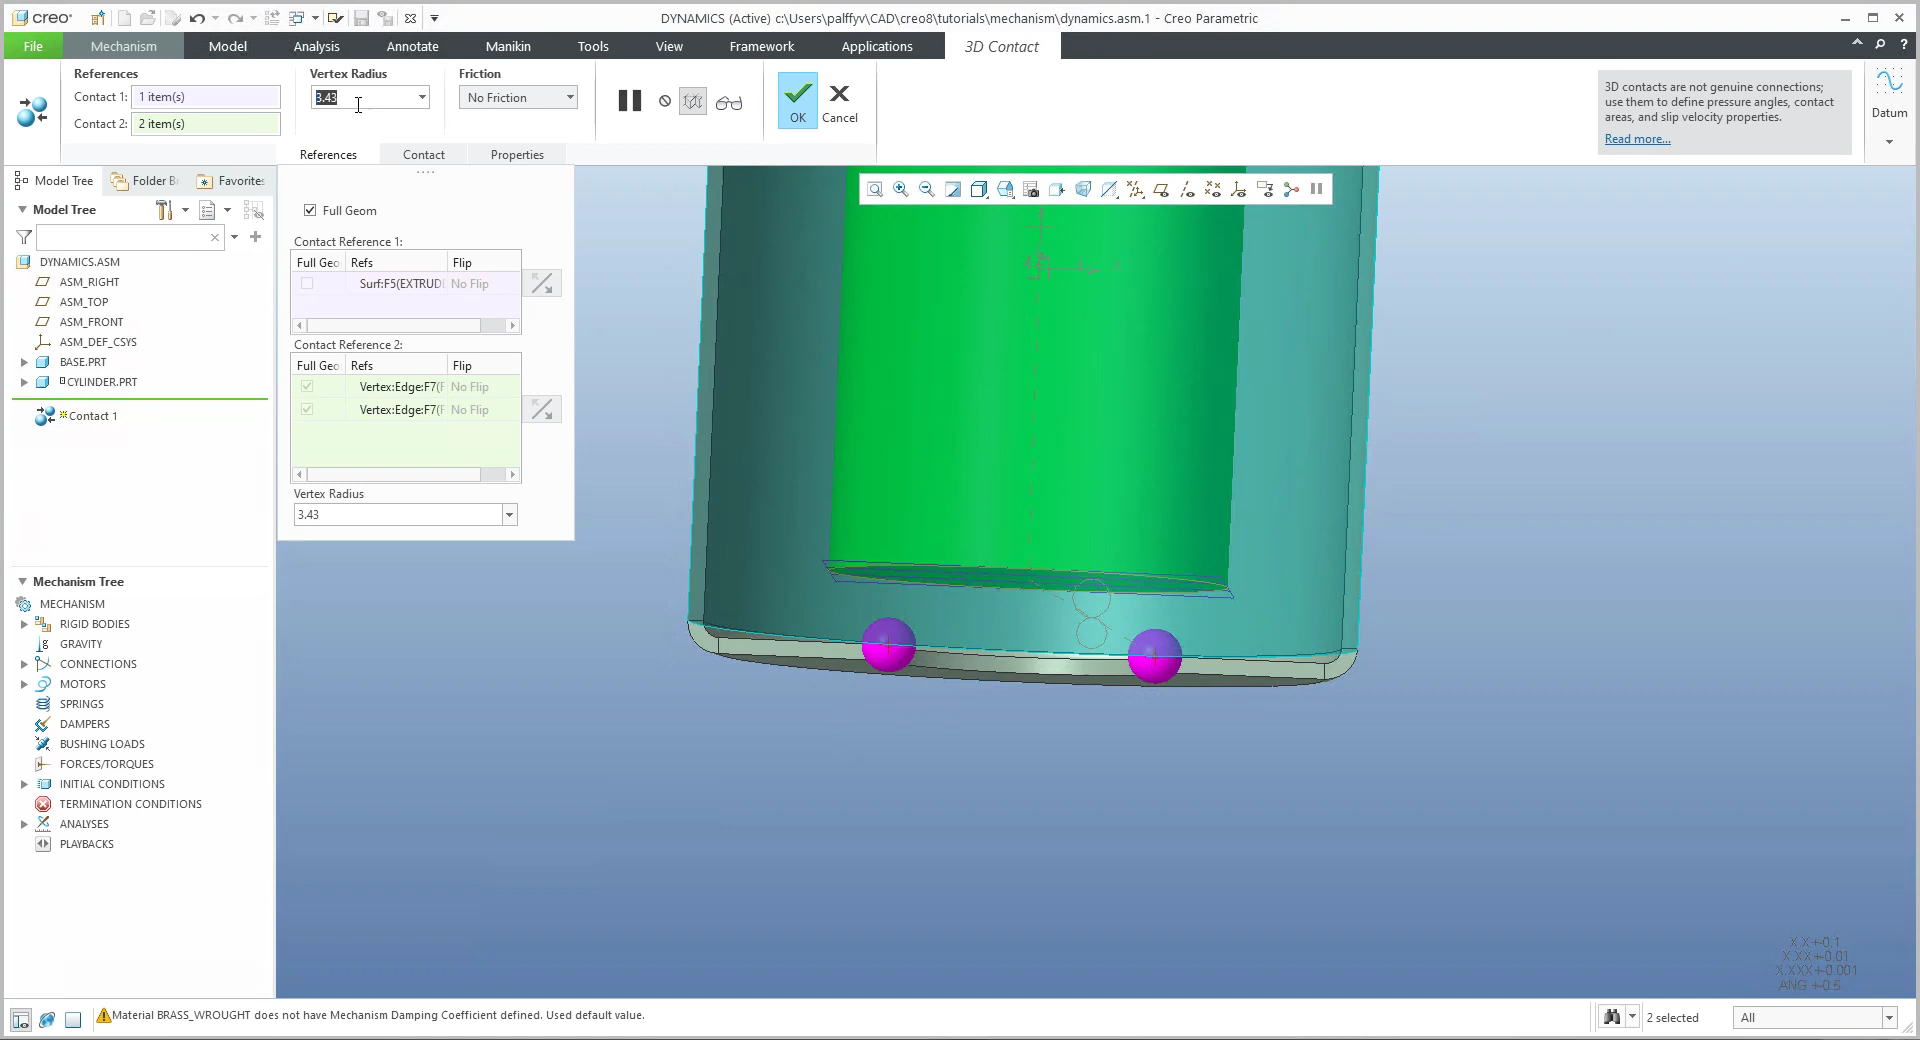 creo
DYNAMICS (Active) c:\Users\palffyv\CAD\creo8\tutorials\mechanism\dynamics.asm.1 - Creo Parametric
File
Mechanism
Model
Analysis
Annotate
Manikin
Tools
View
Framework
Applications
3D Contact
References
Contact 1: 1 item(s)
Contact 2: 2 item(s)
Vertex Radius
3.43
Friction
No Friction
OK
Cancel
3D contacts are not genuine connections;
use them to define pressure angles, contact
areas, and slip velocity properties.
Read more...
Datum
References
Contact
Properties
Model Tree
Folder Br
Favorites
Model Tree
DYNAMICS.ASM
ASM_RIGHT
ASM_TOP
ASM_FRONT
ASM_DEF_CSYS
BASE.PRT
CYLINDER.PRT
Contact 1
Full Geom
Contact Reference 1:
Full Geo Refs Flip
Surf:F5(EXTRUD No Flip
Contact Reference 2:
Full Geo Refs Flip
Vertex:Edge:F7(F No Flip
Vertex:Edge:F7(F No Flip
Vertex Radius
3.43
Mechanism Tree
MECHANISM
RIGID BODIES
GRAVITY
CONNECTIONS
MOTORS
SPRINGS
DAMPERS
BUSHING LOADS
FORCES/TORQUES
INITIAL CONDITIONS
TERMINATION CONDITIONS
ANALYSES
PLAYBACKS
X.X+-0.1
X.XX+-0.01
X.XXX+-0.001
ANG +-0.5
Material BRASS_WROUGHT does not have Mechanism Damping Coefficient defined. Used default value.
2 selected
All